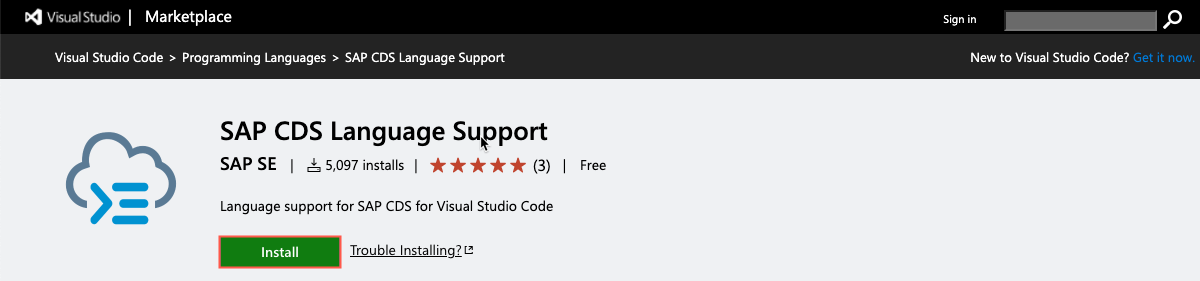 Visual Studio | Marketplace
Sign in
Visual Studio Code > Programming Languages > SAP CDS Language Support
New to Visual Studio Code? Get it now.
SAP CDS Language Support
SAP SE | 5,097 installs | ★★★★★ (3) | Free
Language support for SAP CDS for Visual Studio Code
Install Trouble Installing?